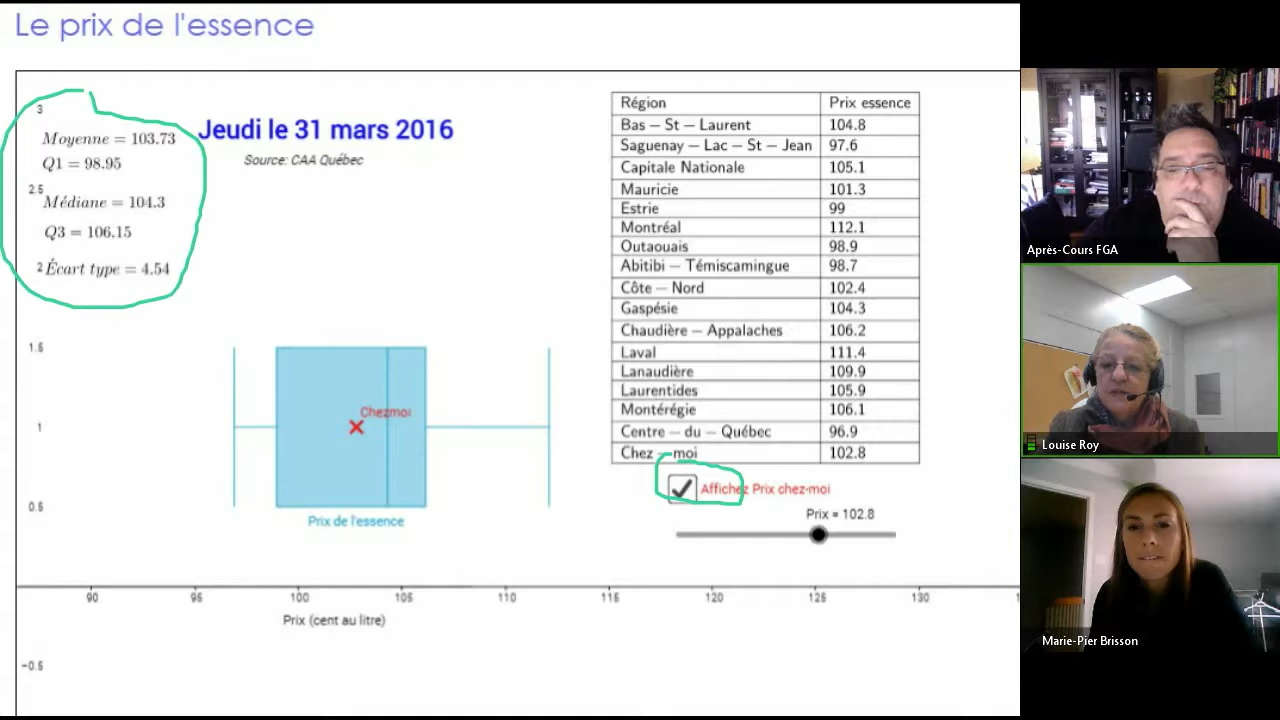 Le prix de l'essence
3
Moyenne = 103.73
Q1 = 98.95
2.5
Médiane = 104.3
Q3 = 106.15
2
Écart type = 4.54
1.5
1
0.5
−0.5
Jeudi le 31 mars 2016
Source: CAA Québec
Chezmoi
Prix de l'essence
90 95 100 105 110 115 120 125 130
Prix (cent au litre)
Région Prix essence
Bas − St − Laurent 104.8
Saguenay − Lac − St − Jean 97.6
Capitale Nationale 105.1
Mauricie 101.3
Estrie 99
Montréal 112.1
Outaouais 98.9
Abitibi − Témiscamingue 98.7
Côte − Nord 102.4
Gaspésie 104.3
Chaudière − Appalaches 106.2
Laval 111.4
Lanaudière 109.9
Laurentides 105.9
Montérégie 106.1
Centre − du − Québec 96.9
Chez − moi 102.8
Affichez Prix chez-moi
Prix = 102.8
Après-Cours FGA
Louise Roy
Marie-Pier Brisson